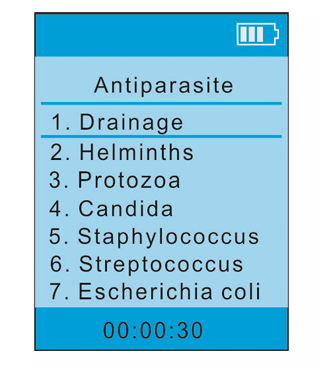 Antiparasite
1. Drainage
2. Helminths
3. Protozoa
4. Candida
5. Staphylococcus
6. Streptococcus
7. Escherichia coli
00:00:30